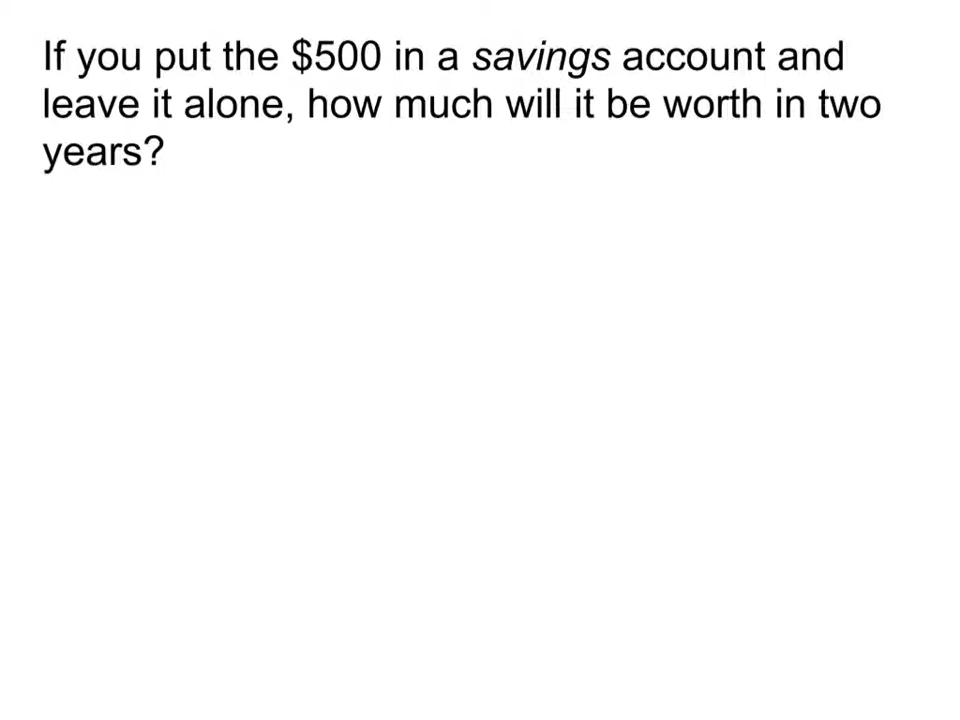 If you put the $500 in a savings account and
leave it alone, how much will it be worth in two
years?